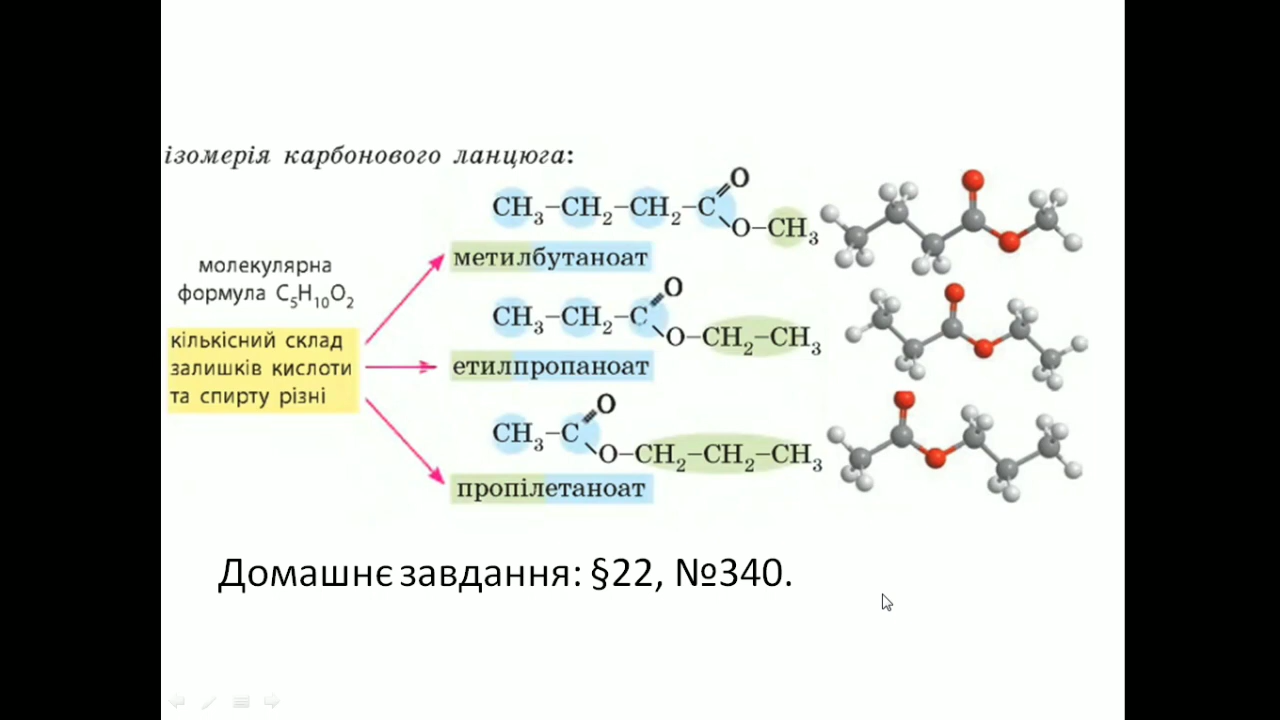 ізомерія карбонового ланцюга:
CH₃–CH₂–CH₂–C
O
O–CH₃
метилбутаноат
молекулярна
формула C₅H₁₀O₂
кількісний склад
залишків кислоти
та спирту різні
CH₃–CH₂–C
O
O–CH₂–CH₃
етилпропаноат
CH₃–C
O
O–CH₂–CH₂–CH₃
пропілетаноат
Домашнє завдання: §22, №340.